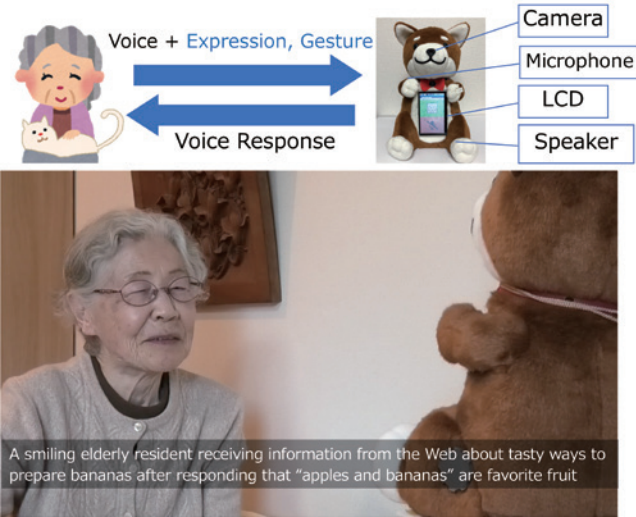 Voice + Expression, Gesture
Voice Response
Camera
Microphone
LCD
Speaker
A smiling elderly resident receiving information from the Web about tasty ways to
prepare bananas after responding that “apples and bananas” are favorite fruit